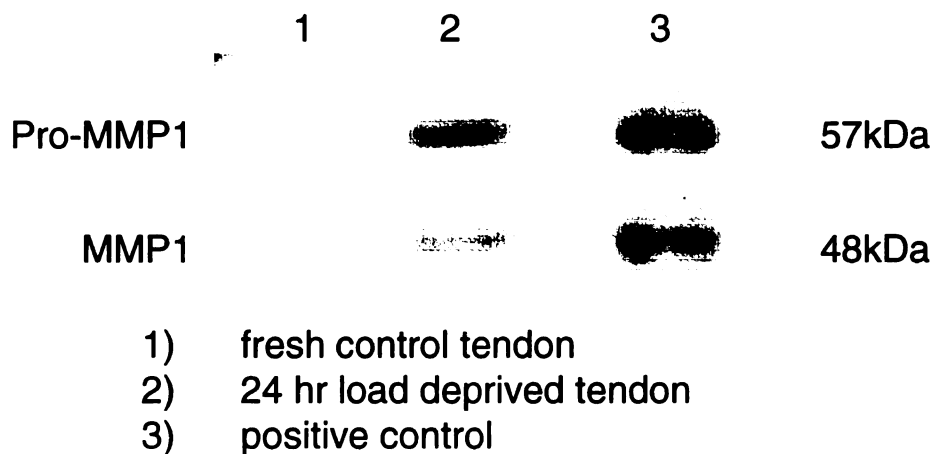 1 2 3
Pro-MMP1 57kDa
MMP1 48kDa
1) fresh control tendon
2) 24 hr load deprived tendon
3) positive control